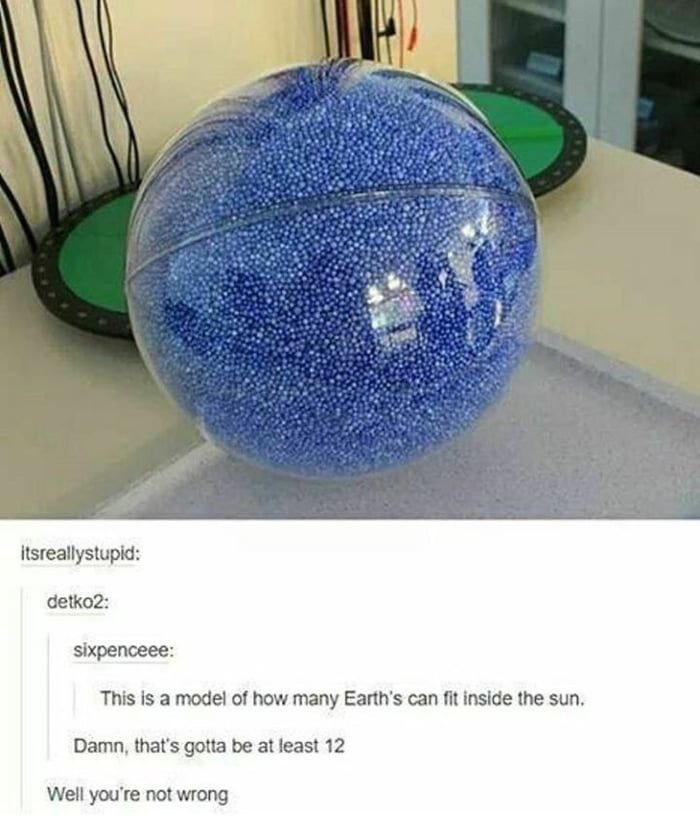 itsreallystupid:
detko2:
sixpenceee:
This is a model of how many Earth's can fit inside the sun.
Damn, that's gotta be at least 12
Well you're not wrong